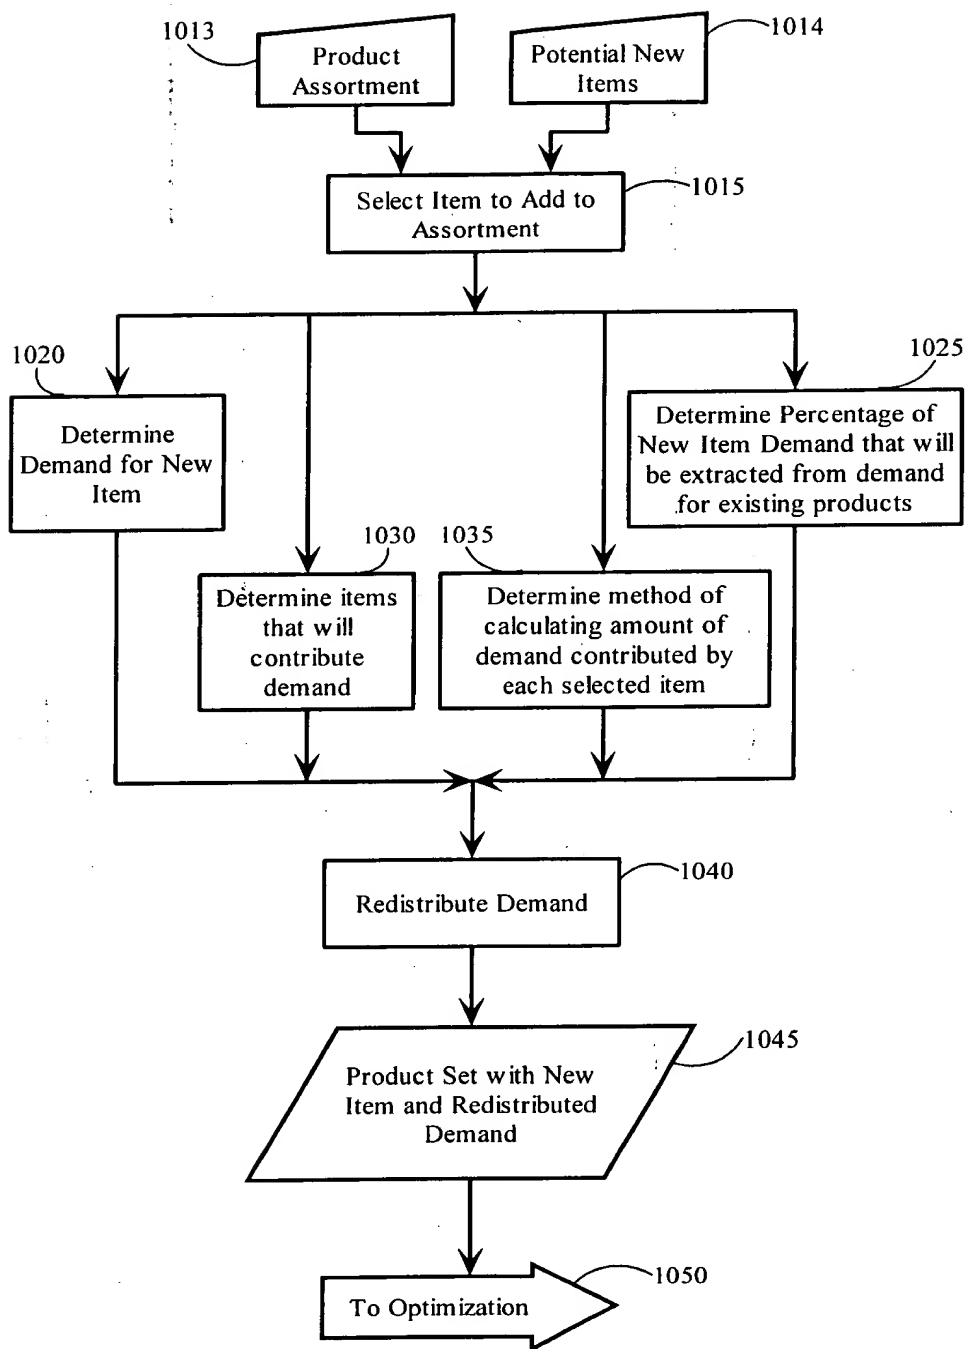 1013
Product
Assortment
Potential New
Items
1014
Select Item to Add to
Assortment
1015
1020
Determine
Demand for New
Item
1025
Determine Percentage of
New Item Demand that will
be extracted from demand
for existing products
1030
Determine items
that will
contribute
demand
1035
Determine method of
calculating amount of
demand contributed by
each selected item
Redistribute Demand
1040
Product Set with New
Item and Redistributed
Demand
1045
To Optimization
1050